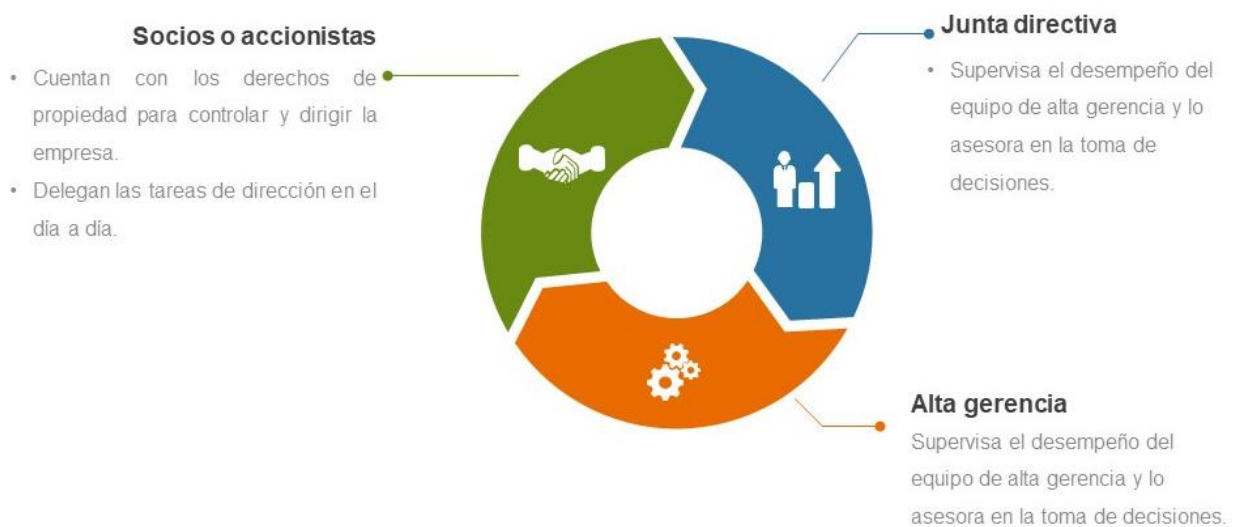 Socios o accionistas
• Cuentan con los derechos de
propiedad para controlar y dirigir la
empresa.
• Delegan las tareas de dirección en el
día a día.
Junta directiva
• Supervisa el desempeño del
equipo de alta gerencia y lo
asesora en la toma de
decisiones.
Alta gerencia
Supervisa el desempeño del
equipo de alta gerencia y lo
asesora en la toma de decisiones.